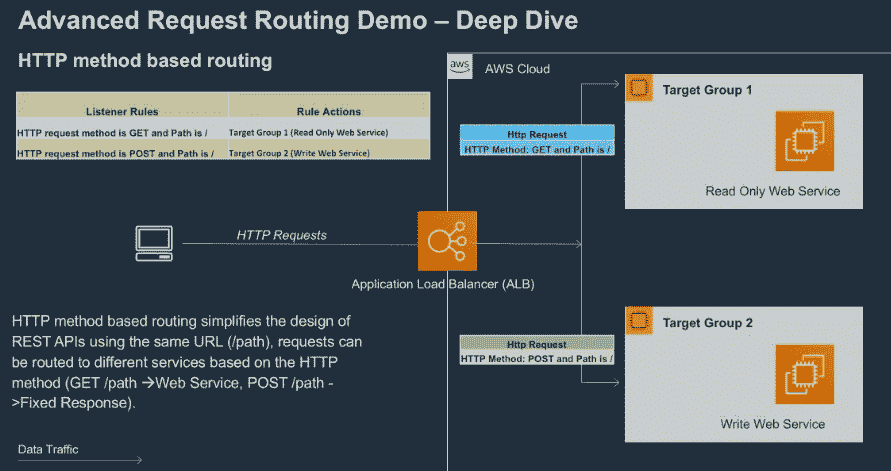 Advanced Request Routing Demo – Deep Dive
HTTP method based routing
aws
AWS Cloud
Listener Rules
Rule Actions
HTTP request method is GET and Path is /
Target Group 1 (Read Only Web Service)
HTTP request method is POST and Path is /
Target Group 2 (Write Web Service)
Http Request
HTTP Method: GET and Path is /
Target Group 1
Read Only Web Service
HTTP Requests
Application Load Balancer (ALB)
HTTP method based routing simplifies the design of
REST APIs using the same URL (/path), requests can
be routed to different services based on the HTTP
method (GET /path →Web Service, POST /path -
>Fixed Response).
Http Request
HTTP Method: POST and Path is /
Target Group 2
Write Web Service
Data Traffic